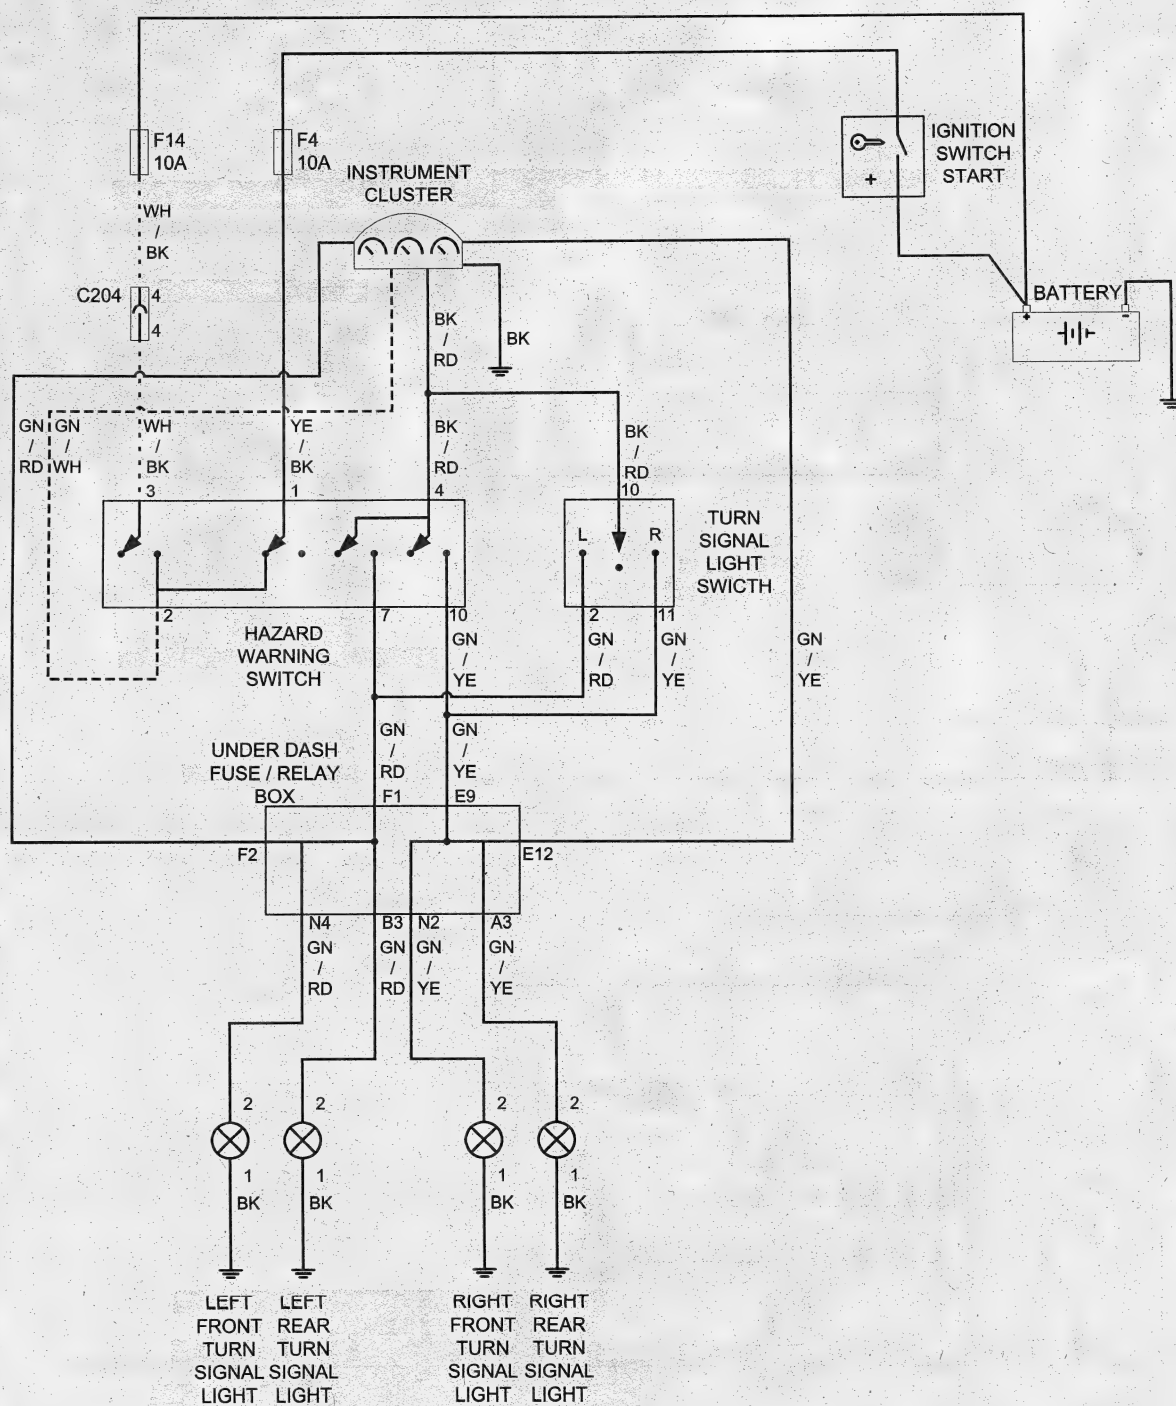 F14
10A
F4
10A
INSTRUMENT
CLUSTER
IGNITION
SWITCH
START
+
WH
/
BK
C204
4
4
BATTERY
+
-
BK
/
RD
BK
GN
/
RD
GN
/
WH
WH
/
BK
YE
/
BK
BK
/
RD
BK
/
RD
3
1
4
10
L
R
TURN
SIGNAL
LIGHT
SWICTH
2
7
10
2
11
HAZARD
WARNING
SWITCH
GN
/
YE
GN
/
RD
GN
/
YE
GN
/
YE
UNDER DASH
FUSE / RELAY
BOX
GN
/
RD
GN
/
YE
F1
E9
F2
E12
N4
B3
N2
A3
GN
/
RD
GN
/
RD
GN
/
YE
GN
/
YE
2
2
2
2
1
1
1
1
BK
BK
BK
BK
LEFT
FRONT
TURN
SIGNAL
LIGHT
LEFT
REAR
TURN
SIGNAL
LIGHT
RIGHT
FRONT
TURN
SIGNAL
LIGHT
RIGHT
REAR
TURN
SIGNAL
LIGHT